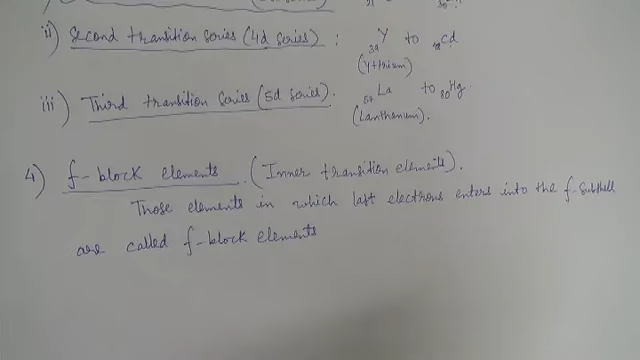 ii) Second transition series (4d series) : 39Y to 48Cd
(Yttrium)
iii) Third transition series (5d series). 57La to 80Hg.
(Lanthanum).
4) f-block elements. (Inner transition elements).
Those elements in which last electrons enters into the f-subshell
are called f-block elements